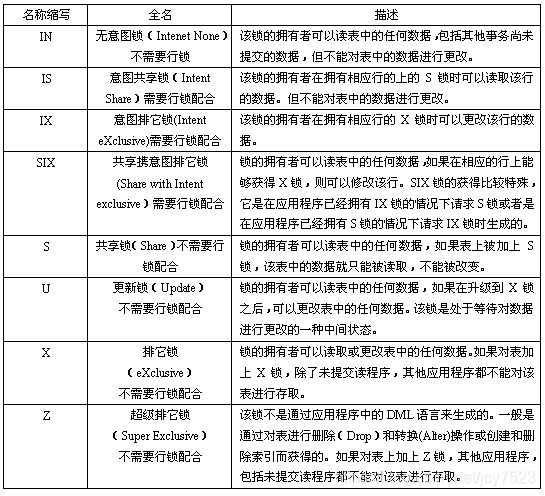 名称缩写 全名 描述
IN 无意图锁（Intenet None） 不需要行锁 该锁的拥有者可以读表中的任何数据，包括其他事务尚未
提交的数据，但不能对表中的数据进行更改。
IS 意图共享锁（Intent
Share）需要行锁配合 该锁的拥有者在拥有相应行的上的 S 锁时可以读取该行
的数据。但不能对表中的数据进行更改。
IX 意图排它锁(Intent
eXclusive)需要行锁配合 该锁的拥有者在拥有相应行的 X 锁时可以更改该行的数
据。
SIX 共享携意图排它锁
(Share with Intent
exclusive）需要行锁配合 锁的拥有者可以读表中的任何数据，如果在相应的行上能
够获得 X 锁，则可以修改该行。SIX 锁的获得比较特殊，
它是在应用程序已经拥有 IX 锁的情况下请求 S 锁或者是
在应用程序已经拥有 S 锁的情况下请求 IX 锁时生成的。
S 共享锁(Share)不需要行
锁配合 锁的拥有者可以读表中的任何数据，如果表上被加上 S
锁，该表中的数据就只能被读取，不能被改变。
U 更新锁（Update）
不需要行锁配合 锁的拥有者可以读表中的任何数据，如果在升级到 X 锁
之后，可以更改表中的任何数据。该锁是处于等待对数据
进行更改的一种中间状态。
X 排它锁
（eXclusive）
不需要行锁配合 锁的拥有者可以读取或更改表中的任何数据。如果对表加
上 X 锁，除了未提交读程序，其他应用程序都不能对该
表进行存取。
Z 超级排它锁
（Super Exclusive）
不需要行锁配合 该锁不是通过应用程序中的 DML 语言来生成的。一般是
通过对表进行删除（Drop）和转换(Alter)操作或创建和删
除索引而获得的。如果对表上加上 Z 锁，其他应用程序，
包括未提交读程序都不能对该表进行存取。
net/jcy7523